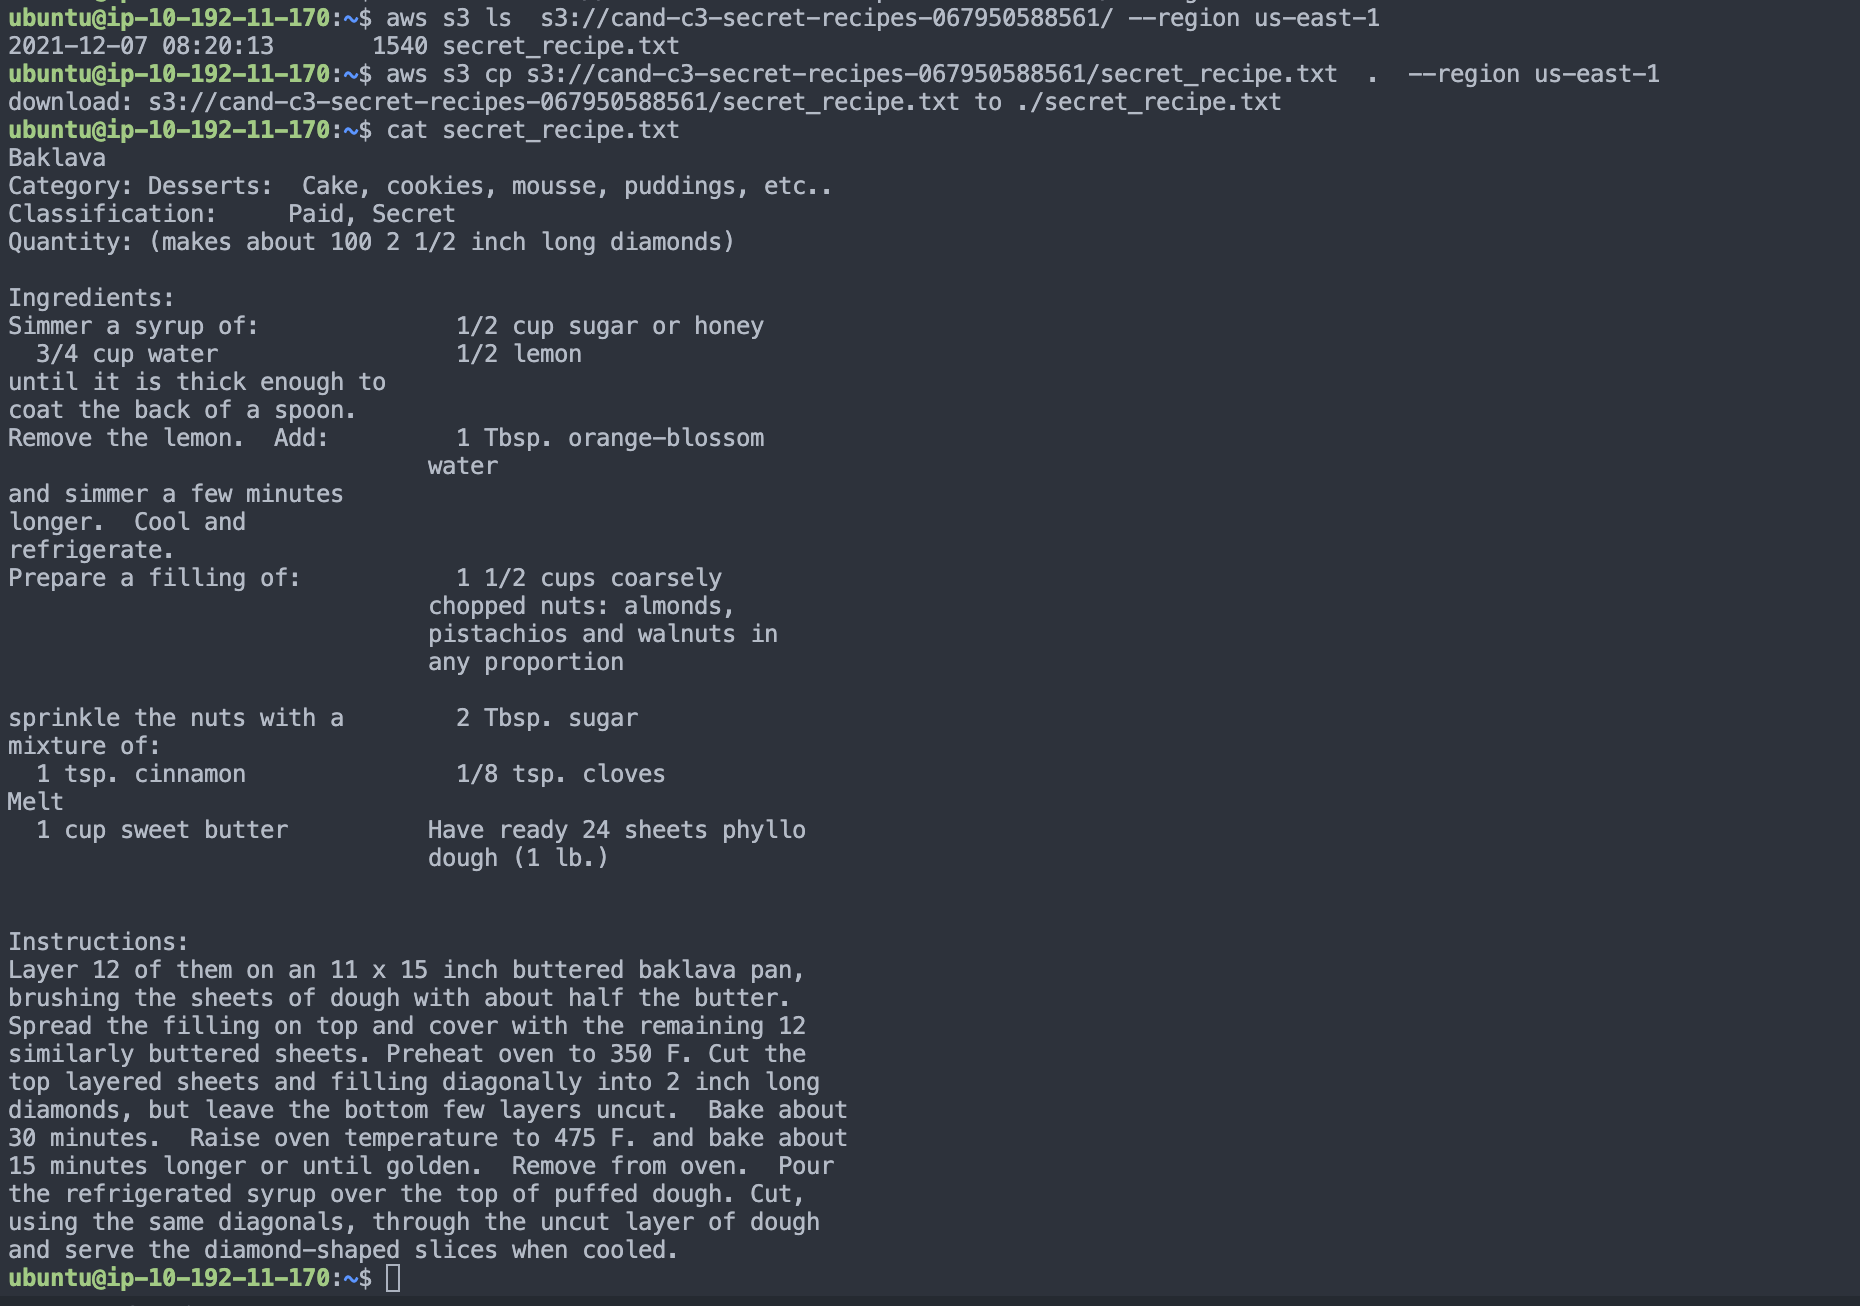 ubuntu@ip-10-192-11-170:~$ aws s3 ls  s3://cand-c3-secret-recipes-067950588561/ --region us-east-1
2021-12-07 08:20:13       1540 secret_recipe.txt
ubuntu@ip-10-192-11-170:~$ aws s3 cp s3://cand-c3-secret-recipes-067950588561/secret_recipe.txt  .  --region us-east-1
download: s3://cand-c3-secret-recipes-067950588561/secret_recipe.txt to ./secret_recipe.txt
ubuntu@ip-10-192-11-170:~$ cat secret_recipe.txt
Baklava
Category: Desserts:  Cake, cookies, mousse, puddings, etc..
Classification:     Paid, Secret
Quantity: (makes about 100 2 1/2 inch long diamonds)

Ingredients:
Simmer a syrup of:              1/2 cup sugar or honey
  3/4 cup water                 1/2 lemon
until it is thick enough to
coat the back of a spoon.
Remove the lemon.  Add:         1 Tbsp. orange-blossom
                              water
and simmer a few minutes
longer.  Cool and
refrigerate.
Prepare a filling of:           1 1/2 cups coarsely
                              chopped nuts: almonds,
                              pistachios and walnuts in
                              any proportion

sprinkle the nuts with a        2 Tbsp. sugar
mixture of:
  1 tsp. cinnamon               1/8 tsp. cloves
Melt
  1 cup sweet butter          Have ready 24 sheets phyllo
                              dough (1 lb.)

Instructions:
Layer 12 of them on an 11 x 15 inch buttered baklava pan,
brushing the sheets of dough with about half the butter.
Spread the filling on top and cover with the remaining 12
similarly buttered sheets. Preheat oven to 350 F. Cut the
top layered sheets and filling diagonally into 2 inch long
diamonds, but leave the bottom few layers uncut.  Bake about
30 minutes.  Raise oven temperature to 475 F. and bake about
15 minutes longer or until golden.  Remove from oven.  Pour
the refrigerated syrup over the top of puffed dough. Cut,
using the same diagonals, through the uncut layer of dough
and serve the diamond-shaped slices when cooled.
ubuntu@ip-10-192-11-170:~$